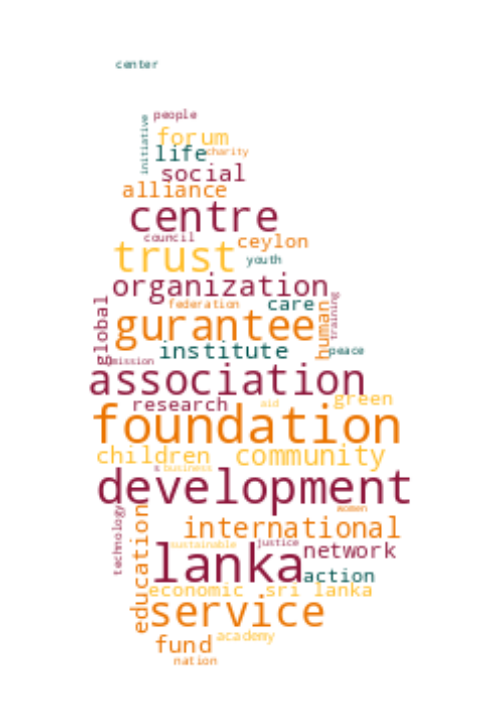 center
people
initiative
forum
life
charity
social
alliance
centre
council
ceylon
trust
youth
organization
global
federation
care
human
training
gurantee
institute
peace
mission
association
research
aid
green
foundation
children
community
s
business
development
technology
education
women
international
sustainable
justice
network
lanka
action
economic
sri lanka
service
fund
academy
nation